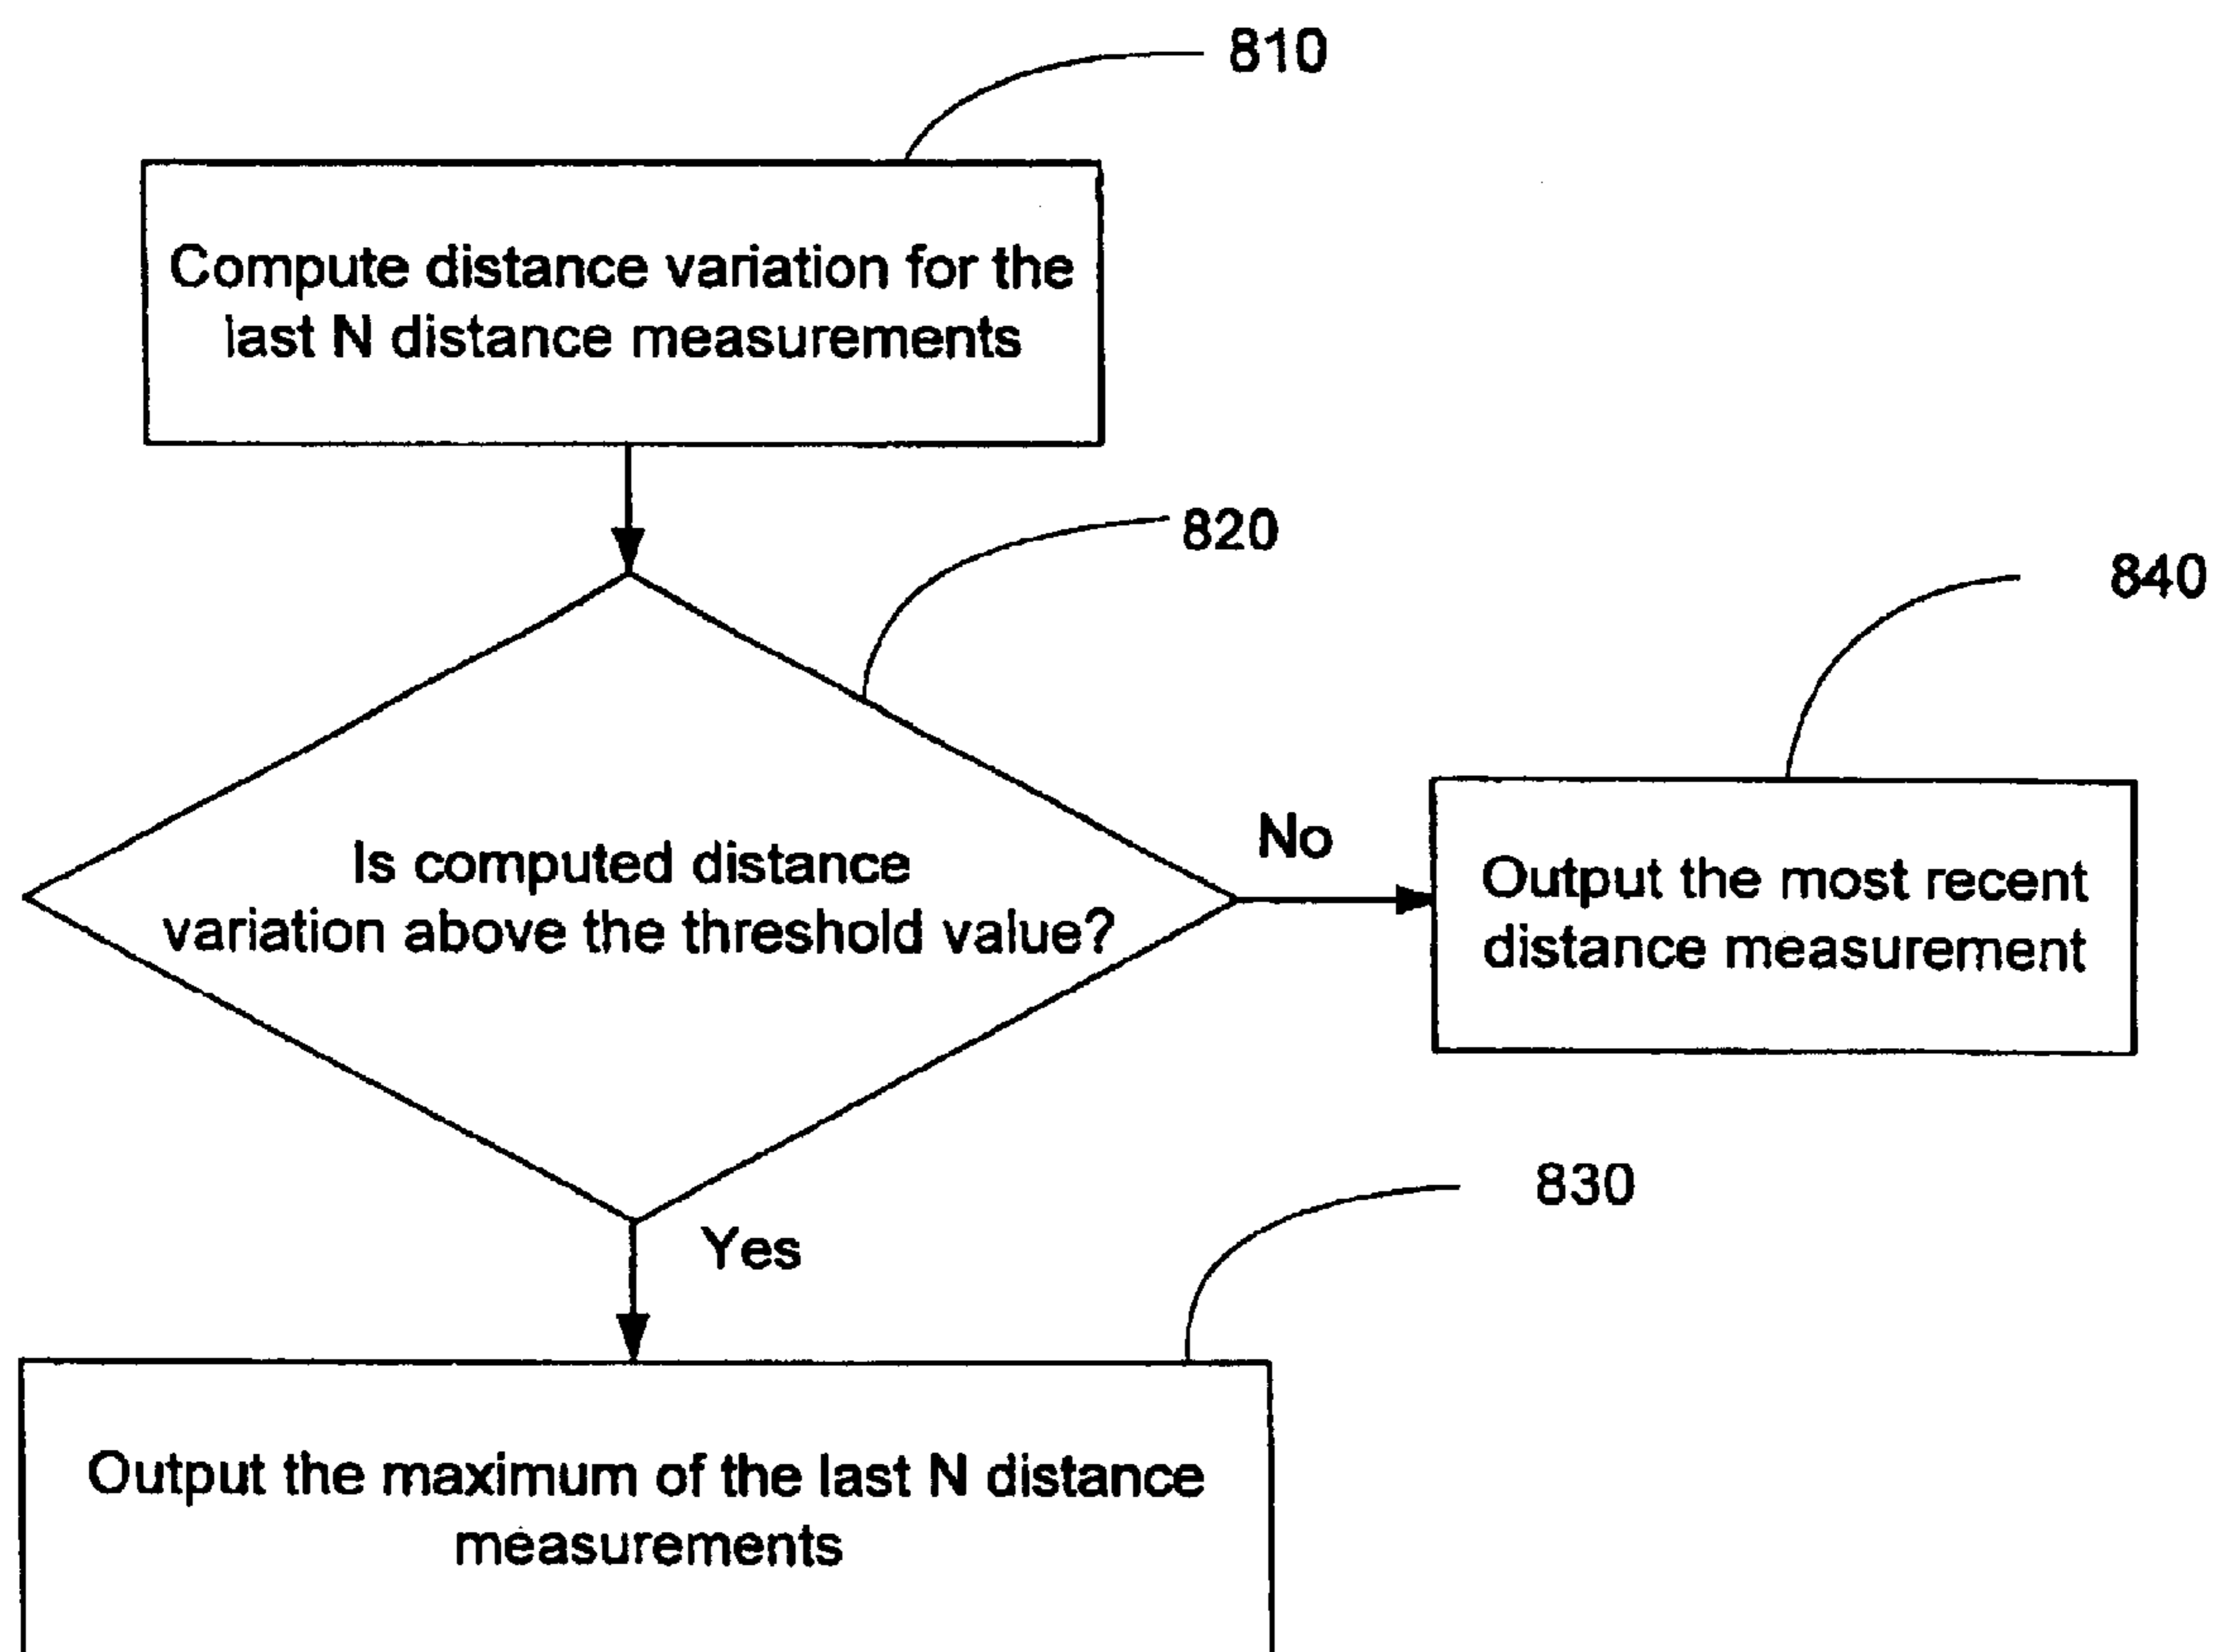 810
Compute distance variation for the
last N distance measurements
820
840
Is computed distance
variation above the threshold value?
No
Output the most recent
distance measurement
830
Yes
Output the maximum of the last N distance
measurements